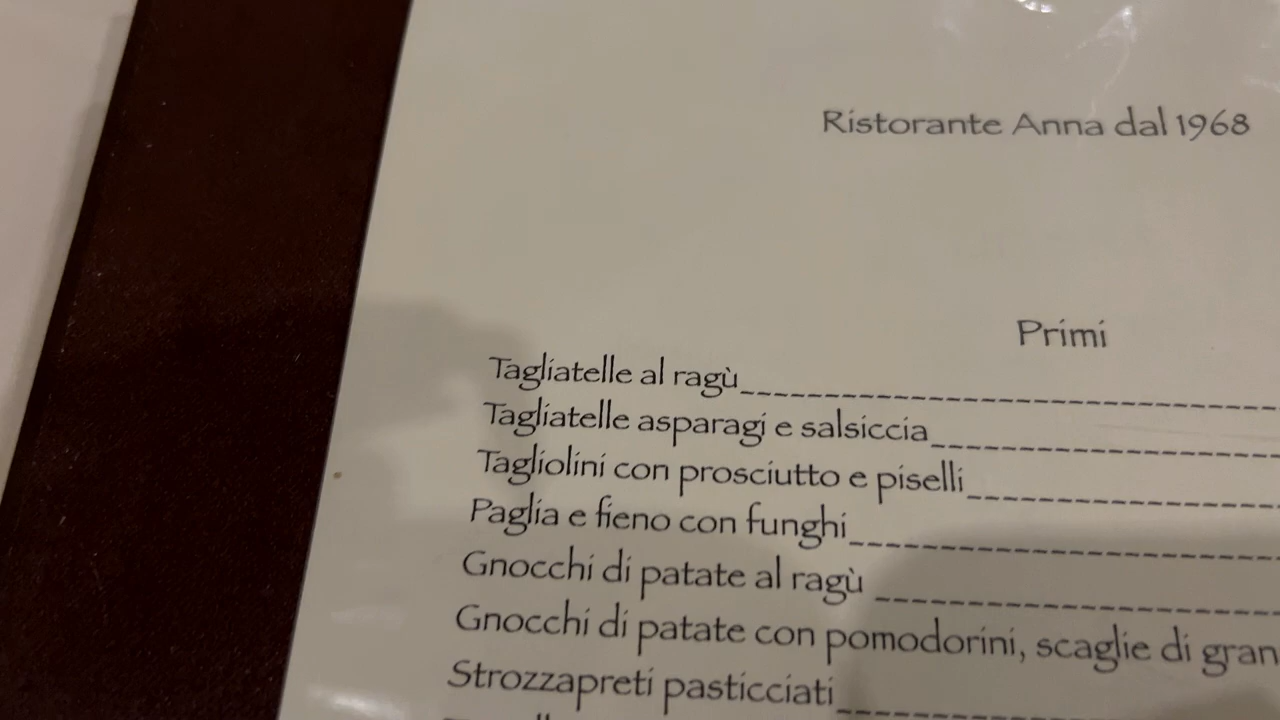 Ristorante Anna dal 1968
Primi
Tagliatelle al ragù
Tagliatelle asparagi e salsiccia
Tagliolini con prosciutto e piselli
Paglia e fieno con funghi
Gnocchi di patate al ragù
Gnocchi di patate con pomodorini, scaglie di gran
Strozzapreti pasticciati